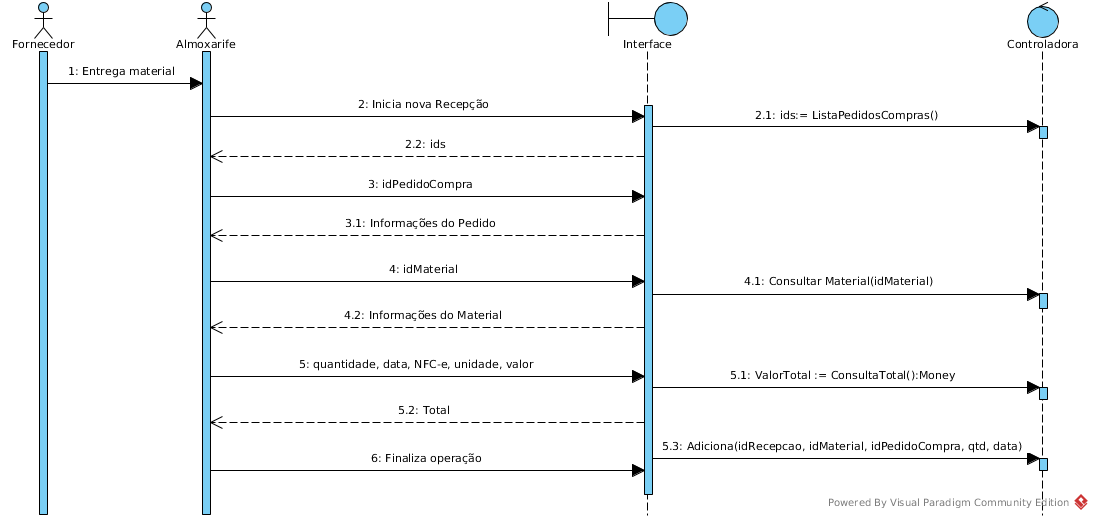 Fornecedor
Almoxarife
Interface
Controladora
1: Entrega material
2: Inicia nova Recepção
2.1: ids:= ListaPedidosCompras()
2.2: ids
3: idPedidoCompra
3.1: Informações do Pedido
4: idMaterial
4.1: Consultar Material(idMaterial)
4.2: Informações do Material
5: quantidade, data, NFC-e, unidade, valor
5.1: ValorTotal := ConsultaTotal():Money
5.2: Total
5.3: Adiciona(idRecepcao, idMaterial, idPedidoCompra, qtd, data)
6: Finaliza operação
Powered By Visual Paradigm Community Edition